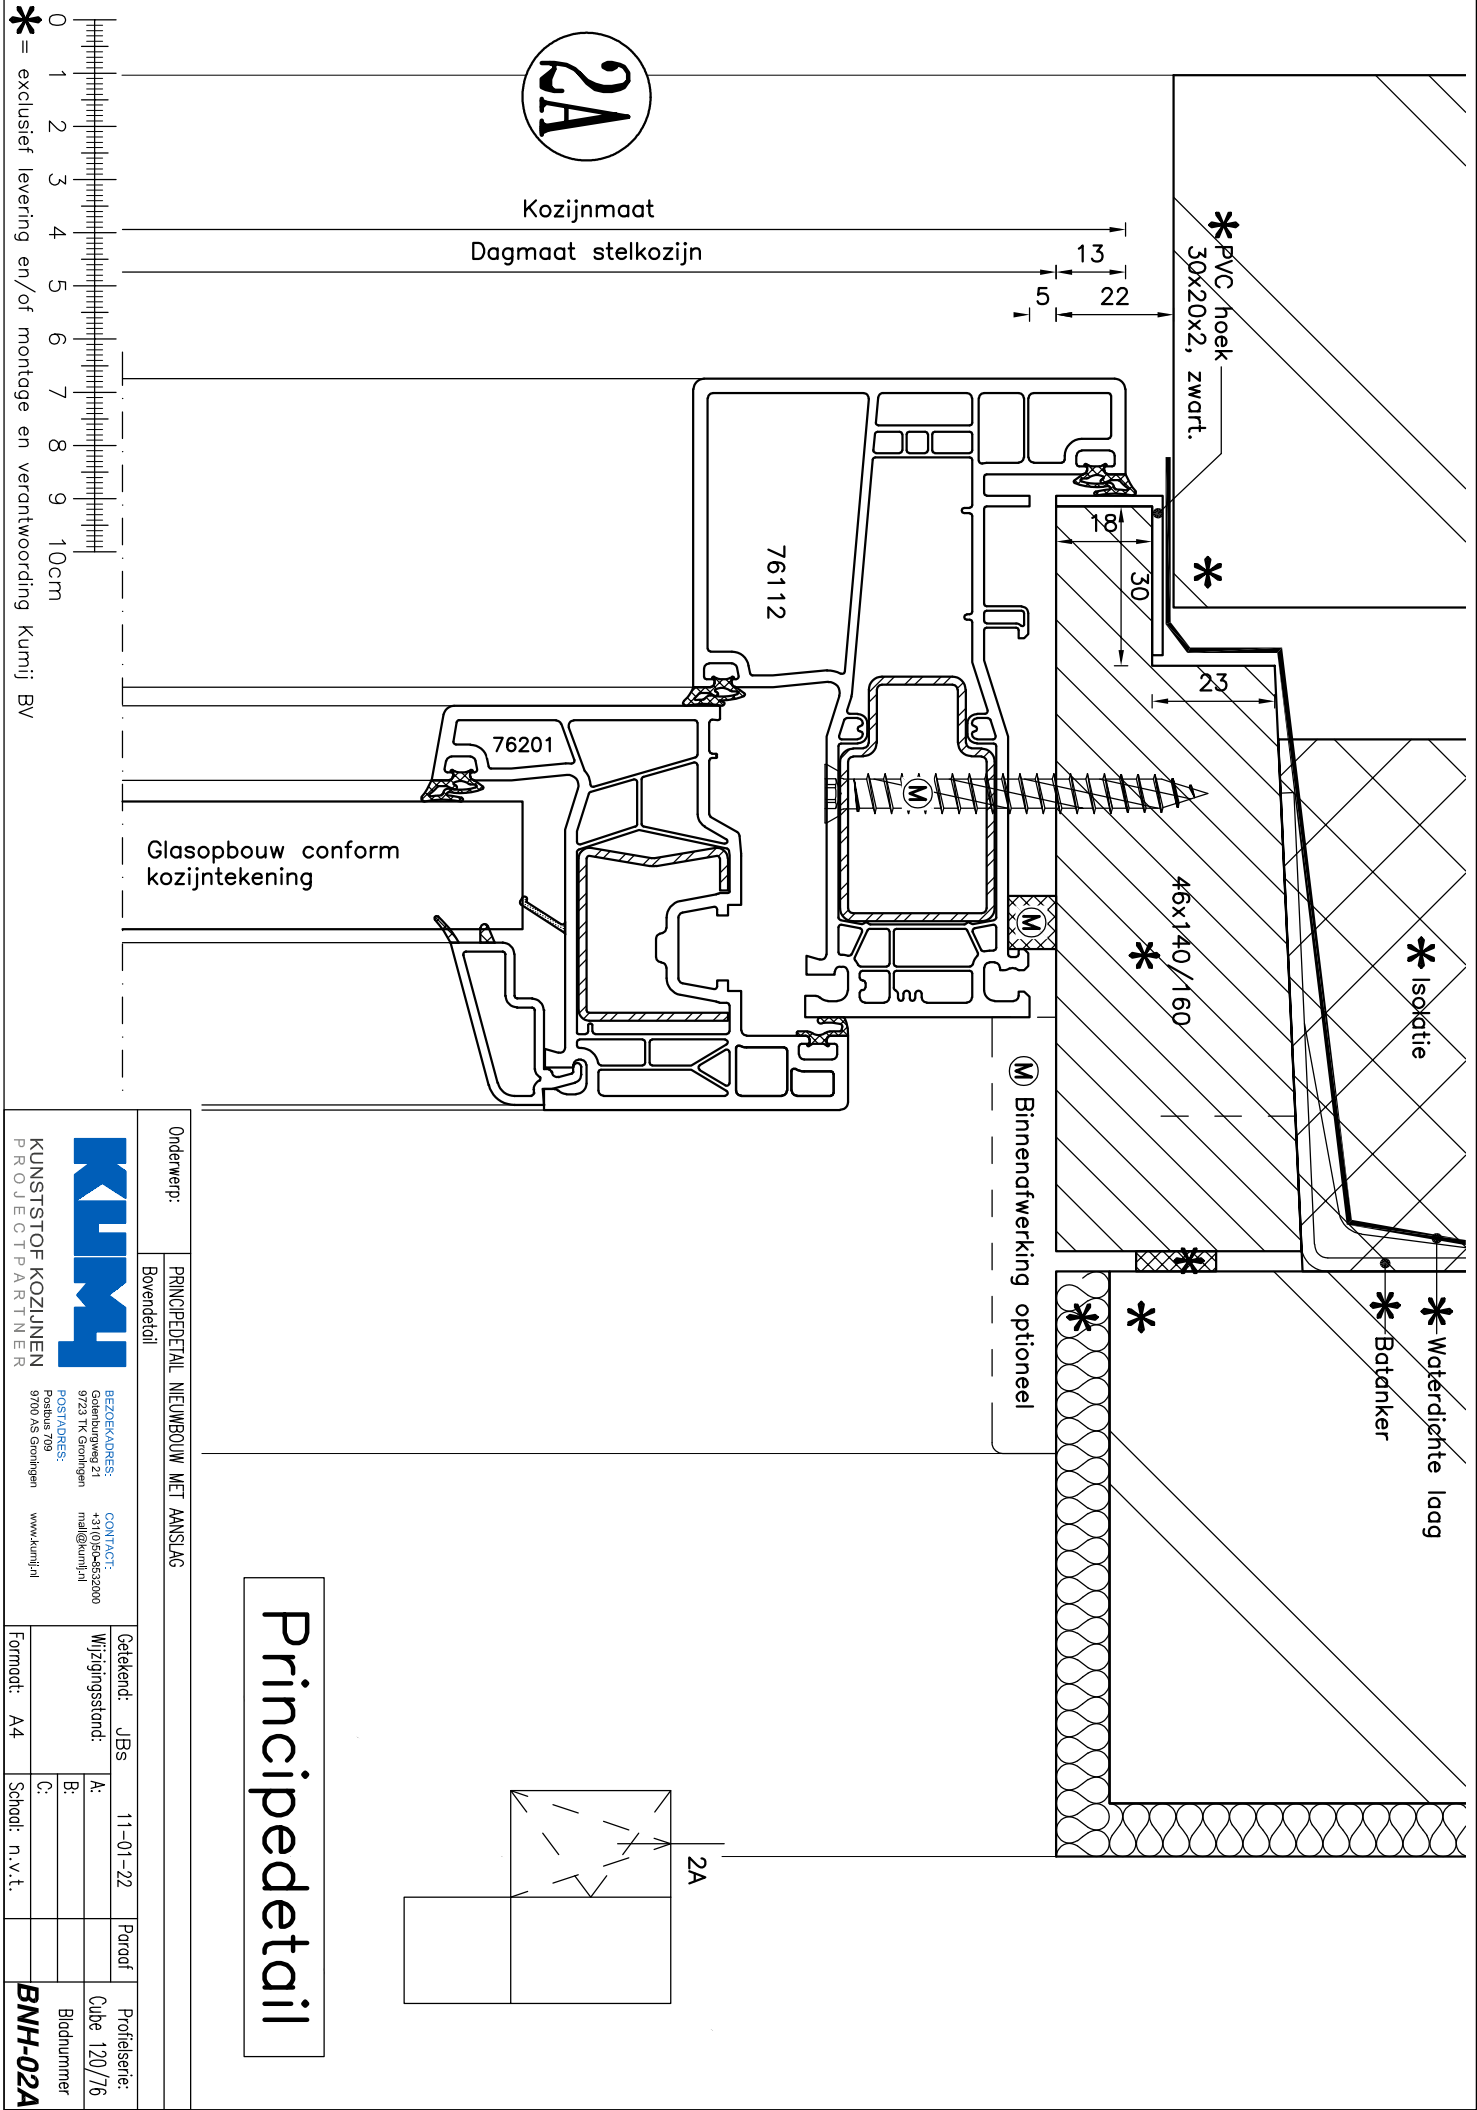 2A
Kozijnmaat
Dagmaat stelkozijn
13
5
22
PVC hoek
30x20x2, zwart.
18
30
23
76112
76201
M
M
46x140/160
Isolatie
Glasopbouw conform
kozijntekening
M Binnenafwerking optioneel
Waterdichte laag
Batanker
0 1 2 3 4 5 6 7 8 9 10cm
* = exclusief levering en/of montage en verantwoording Kumij BV
2A
Principedetail
Onderwerp:
PRINCIPEDETAIL NIEUWBOUW MET AANSLAG
Bovendetail
KUMIJ
KUNSTSTOF KOZIJNEN
PROJECTPARTNER
BEZOEKADRES:
Gotenburgweg 21
9723 TK Groningen
POSTADRES:
Postbus 709
9700 AS Groningen
CONTACT:
+31(0)50-8532000
mail@kumij.nl
www.kumij.nl
Getekend: JBs 11-01-22
Paraaf
Wijzigingsstand:
A:
B:
C:
Formaat: A4
Schaal: n.v.t.
Profielserie:
Cube 120/76
Bladnummer
BNH-02A